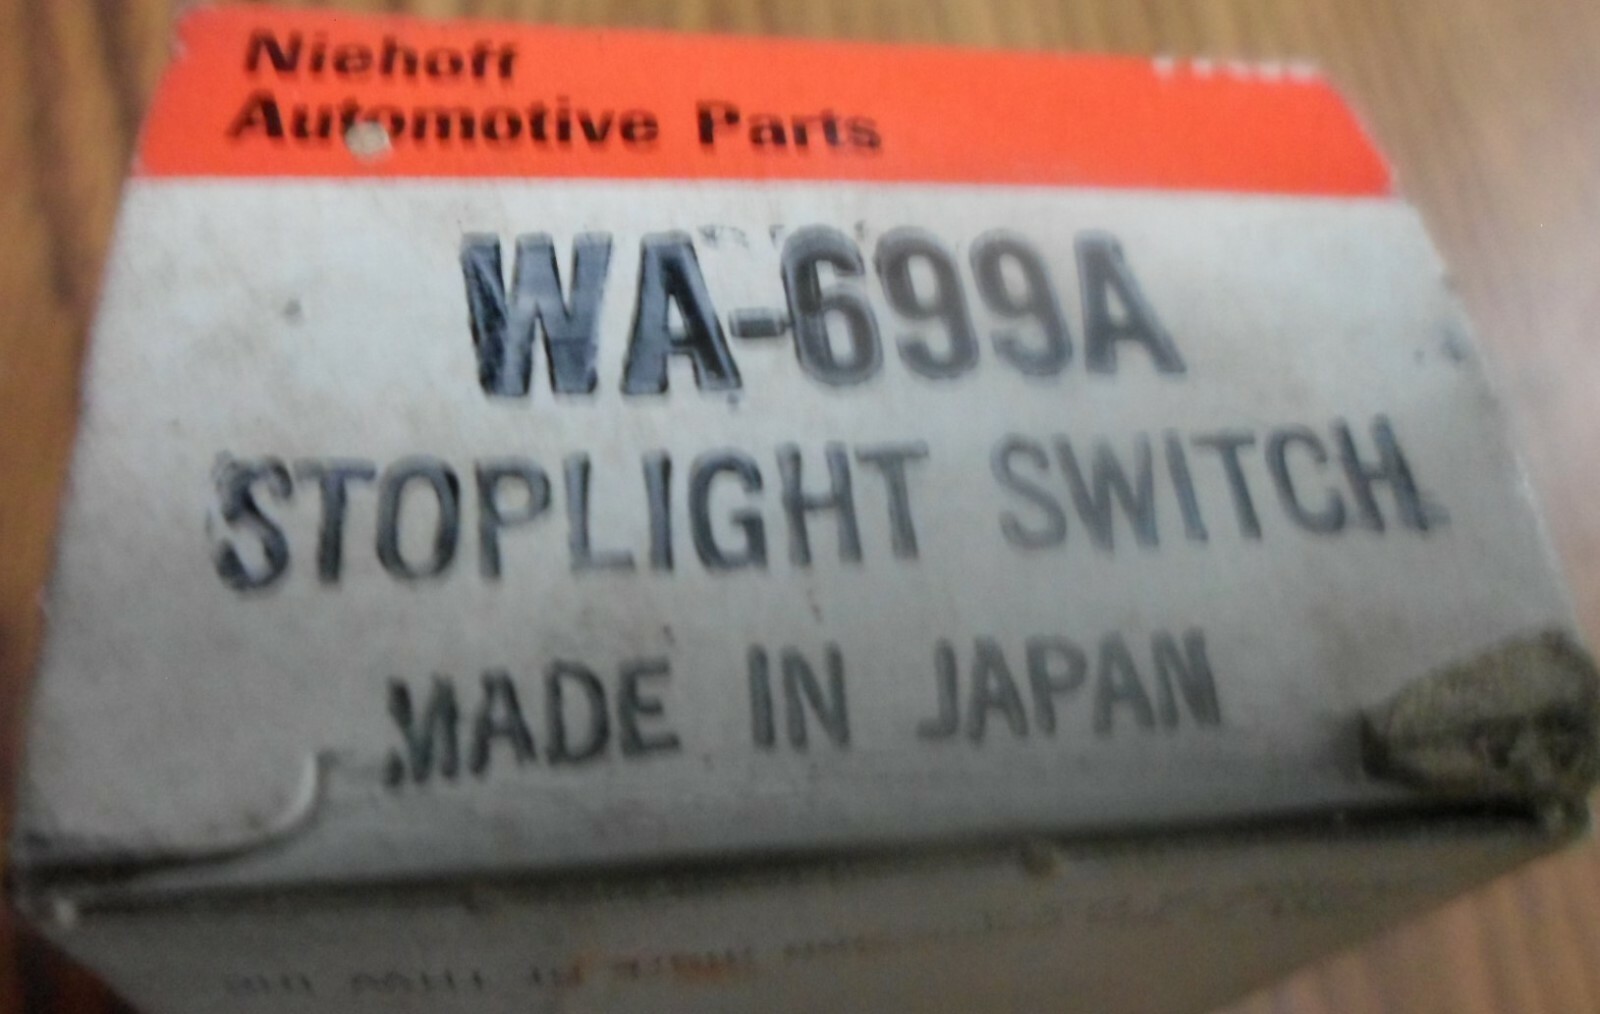 Niehoff
Automotive Parts
WA-699A
STOPLIGHT SWITCH
MADE IN JAPAN